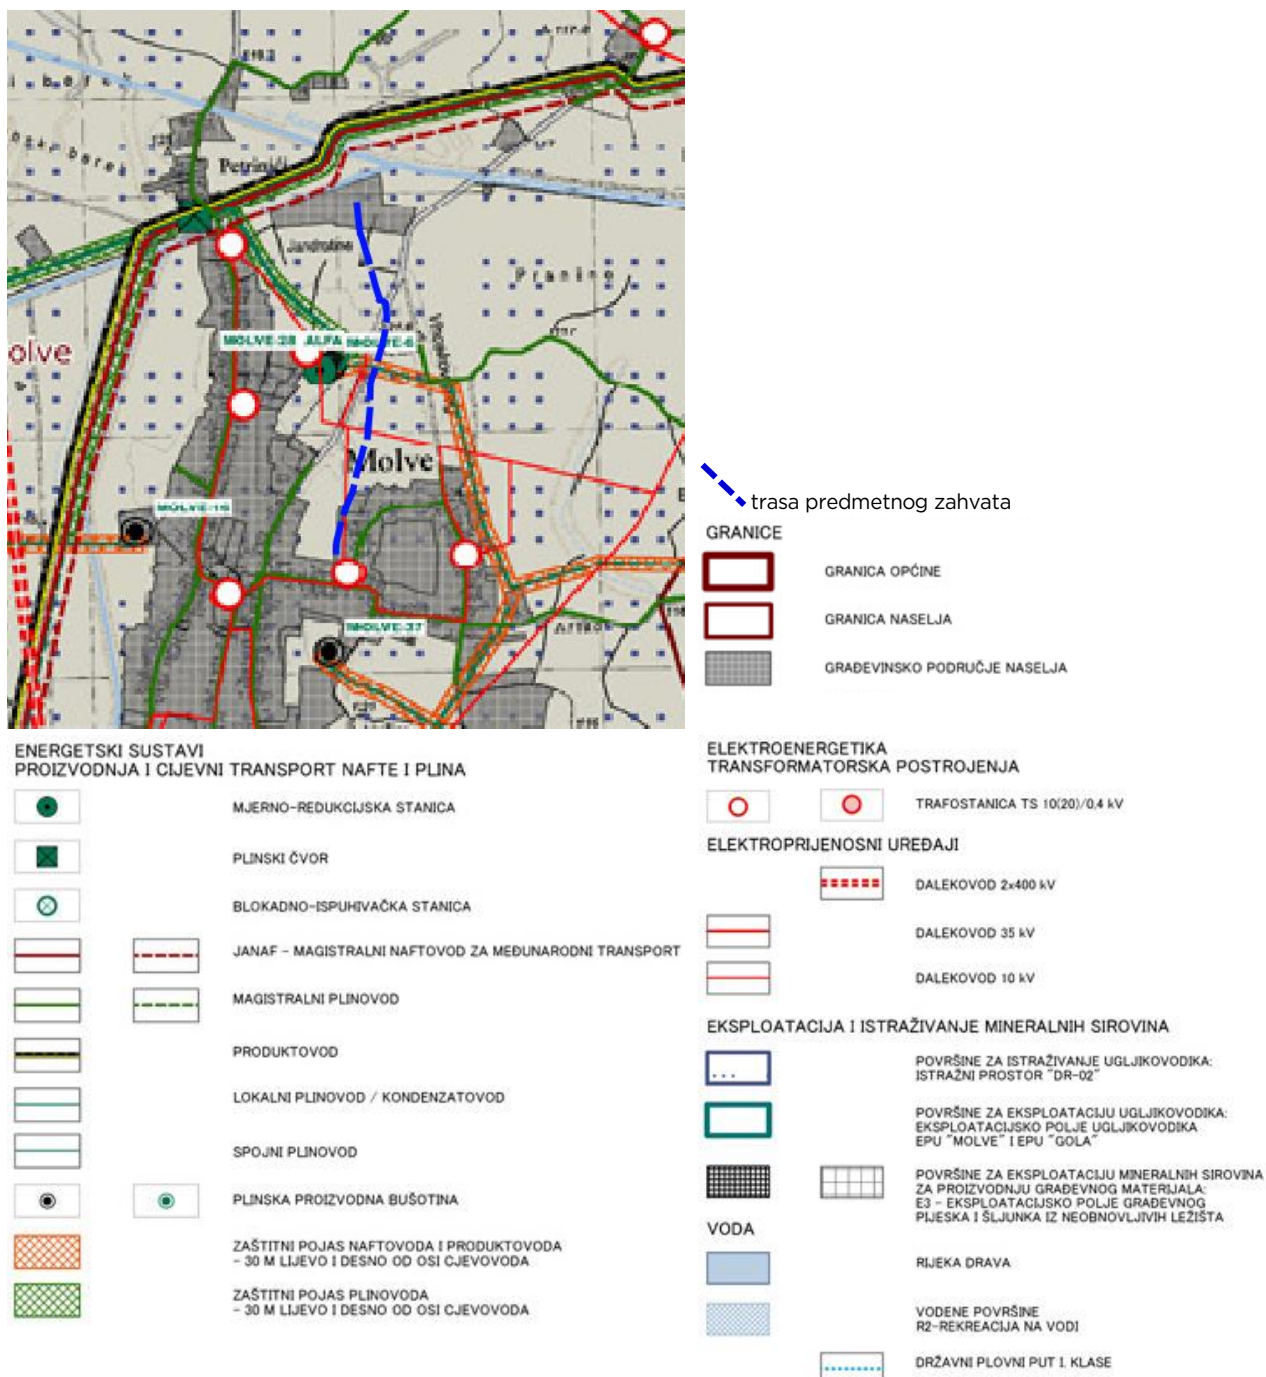 Petrinići
Jandrotine
Pranine
MOLVE-28
ALFA
olve
Molve
MOLVE-16
MOLVE-37
trasa predmetnog zahvata
GRANICE
GRANICA OPĆINE
GRANICA NASELJA
GRAĐEVINSKO PODRUČJE NASELJA
ENERGETSKI SUSTAVI
PROIZVODNJA I CIJEVNI TRANSPORT NAFTE I PLINA
MJERNO-REDUKCIJSKA STANICA
PLINSKI ČVOR
BLOKADNO-ISPUHIVAČKA STANICA
JANAF - MAGISTRALNI NAFTOVOD ZA MEĐUNARODNI TRANSPORT
MAGISTRALNI PLINOVOD
PRODUKTOVOD
LOKALNI PLINOVOD / KONDENZATOVOD
SPOJNI PLINOVOD
PLINSKA PROIZVODNA BUŠOTINA
ZAŠTITNI POJAS NAFTOVODA I PRODUKTOVODA
- 30 M LIJEVO I DESNO OD OSI CJEVOVODA
ZAŠTITNI POJAS PLINOVODA
- 30 M LIJEVO I DESNO OD OSI CJEVOVODA
ELEKTROENERGETIKA
TRANSFORMATORSKA POSTROJENJA
TRAFOSTANICA TS 10(20)/0,4 kV
ELEKTROPRIJENOSNI UREĐAJI
DALEKOVOD 2x400 kV
DALEKOVOD 35 kV
DALEKOVOD 10 kV
EKSPLOATACIJA I ISTRAŽIVANJE MINERALNIH SIROVINA
POVRŠINE ZA ISTRAŽIVANJE UGLJIKOVODIKA:
ISTRAŽNI PROSTOR "DR-02"
POVRŠINE ZA EKSPLOATACIJU UGLJIKOVODIKA:
EKSPLOATACIJSKO POLJE UGLJIKOVODIKA
EPU "MOLVE" I EPU "GOLA"
POVRŠINE ZA EKSPLOATACIJU MINERALNIH SIROVINA
ZA PROIZVODNJU GRAĐEVNOG MATERIJALA:
E3 - EKSPLOATACIJSKO POLJE GRAĐEVNOG
PIJESKA I ŠLJUNKA IZ NEOBNOVLJIVIH LEŽIŠTA
VODA
RIJEKA DRAVA
VODENE POVRŠINE
R2-REKREACIJA NA VODI
DRŽAVNI PLOVNI PUT I. KLASE